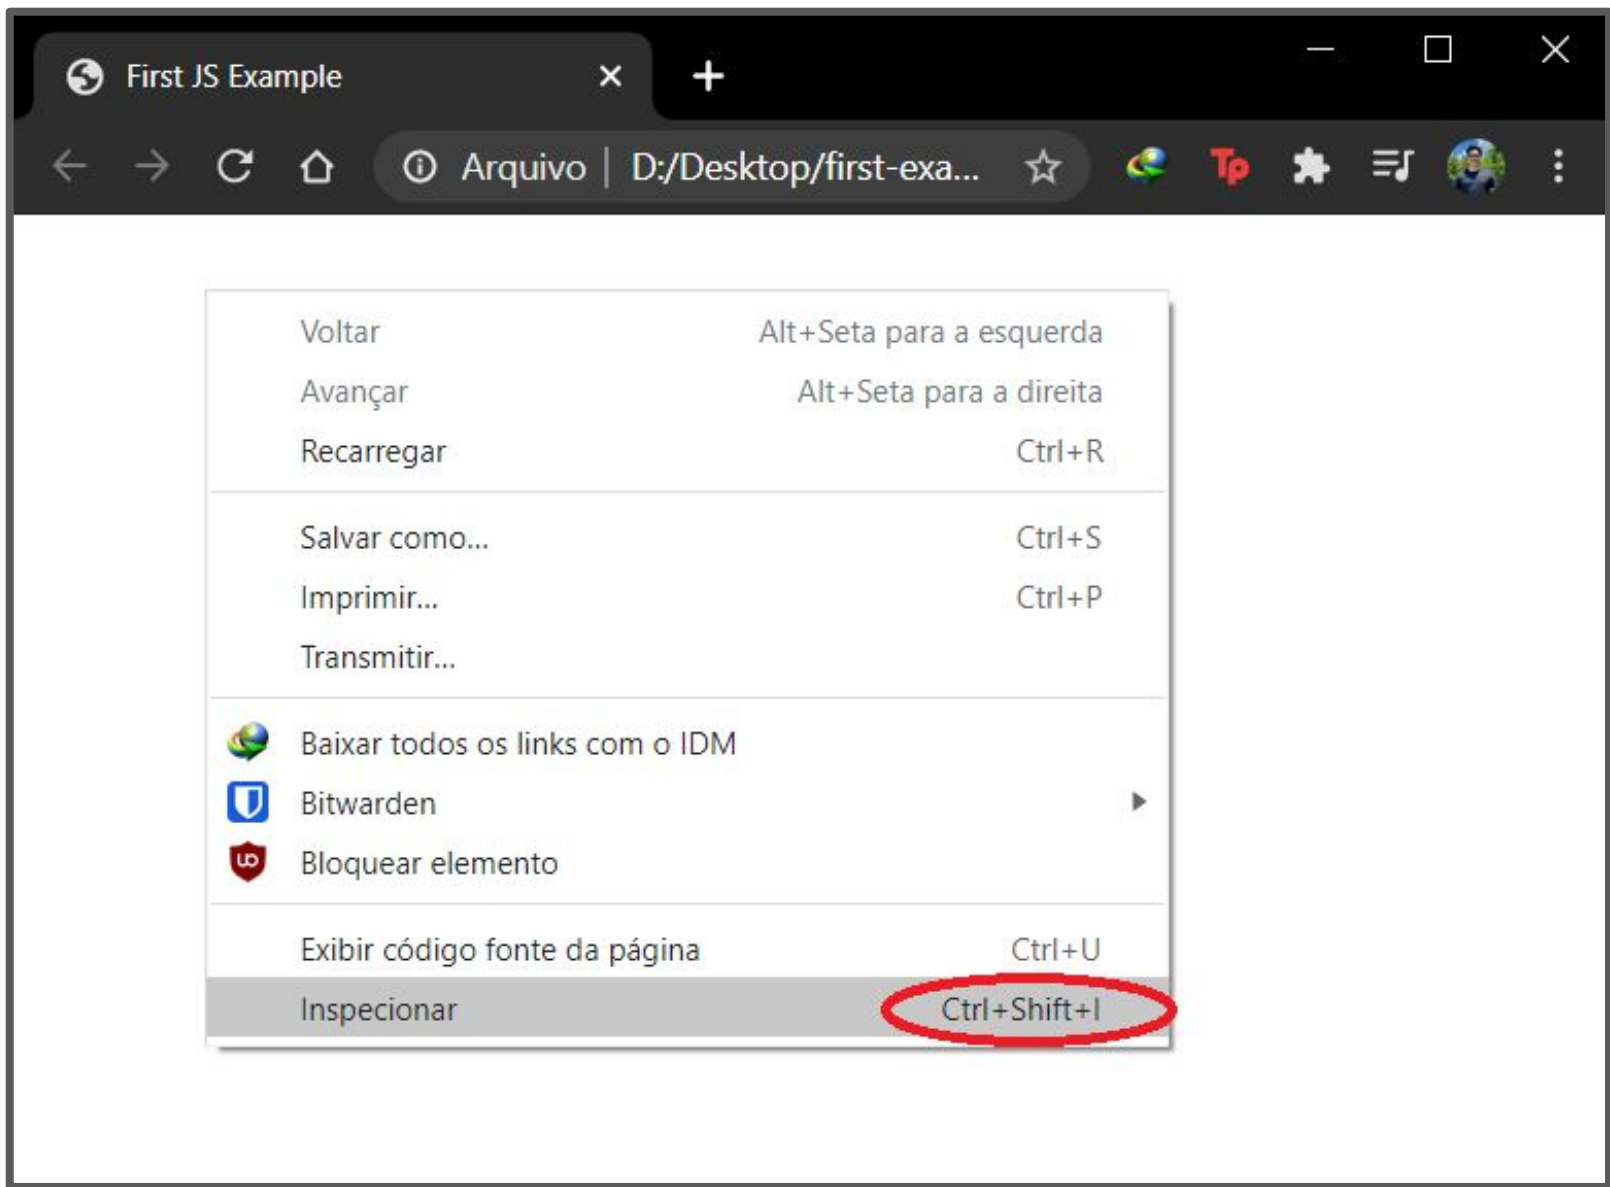 First JS Example
Arquivo | D:/Desktop/first-exa...
Tp
Voltar Alt+Seta para a esquerda
Avançar Alt+Seta para a direita
Recarregar Ctrl+R
Salvar como... Ctrl+S
Imprimir... Ctrl+P
Transmitir...
Baixar todos os links com o IDM
Bitwarden
Bloquear elemento
Exibir código fonte da página Ctrl+U
Inspecionar Ctrl+Shift+I